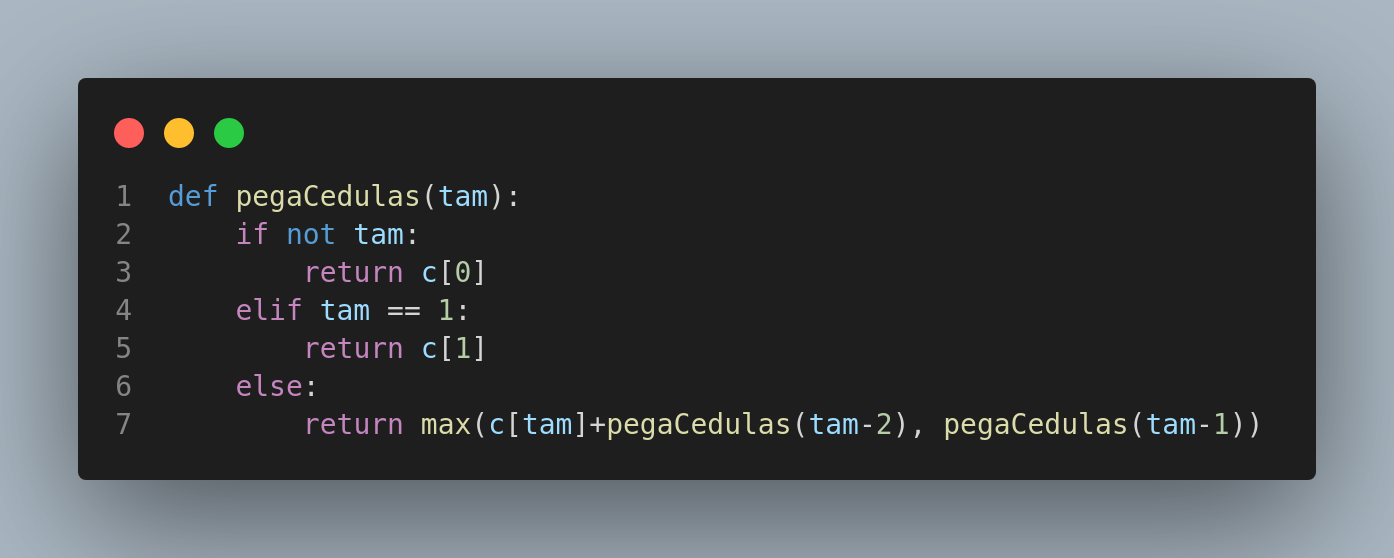 1 def pegaCedulas(tam):
2     if not tam:
3         return c[0]
4     elif tam == 1:
5         return c[1]
6     else:
7         return max(c[tam]+pegaCedulas(tam-2), pegaCedulas(tam-1))